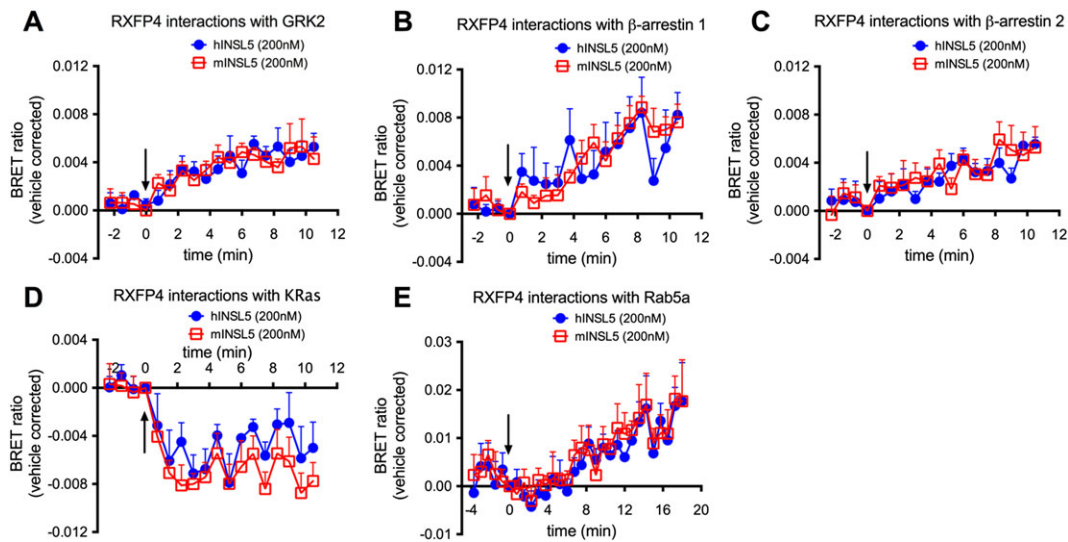 A
RXFP4 interactions with GRK2
hINSL5 (200nM)
mINSL5 (200nM)
BRET ratio
(vehicle corrected)
0.012
0.008
0.004
0.000
-0.004
-2 0 2 4 6 8 10 12
time (min)
B
RXFP4 interactions with β-arrestin 1
hINSL5 (200nM)
mINSL5 (200nM)
BRET ratio
(vehicle corrected)
0.012
0.008
0.004
0.000
-0.004
-2 0 2 4 6 8 10 12
time (min)
C
RXFP4 interactions with β-arrestin 2
hINSL5 (200nM)
mINSL5 (200nM)
BRET ratio
(vehicle corrected)
0.012
0.008
0.004
0.000
-0.004
-2 0 2 4 6 8 10 12
time (min)
D
RXFP4 interactions with KRas
hINSL5 (200nM)
mINSL5 (200nM)
time (min)
-2 0 2 4 6 8 10 12
BRET ratio
(vehicle corrected)
0.004
0.000
-0.004
-0.008
-0.012
E
RXFP4 interactions with Rab5a
hINSL5 (200nM)
mINSL5 (200nM)
BRET ratio
(vehicle corrected)
0.03
0.02
0.01
0.00
-0.01
-4 0 4 8 12 16 20
time (min)